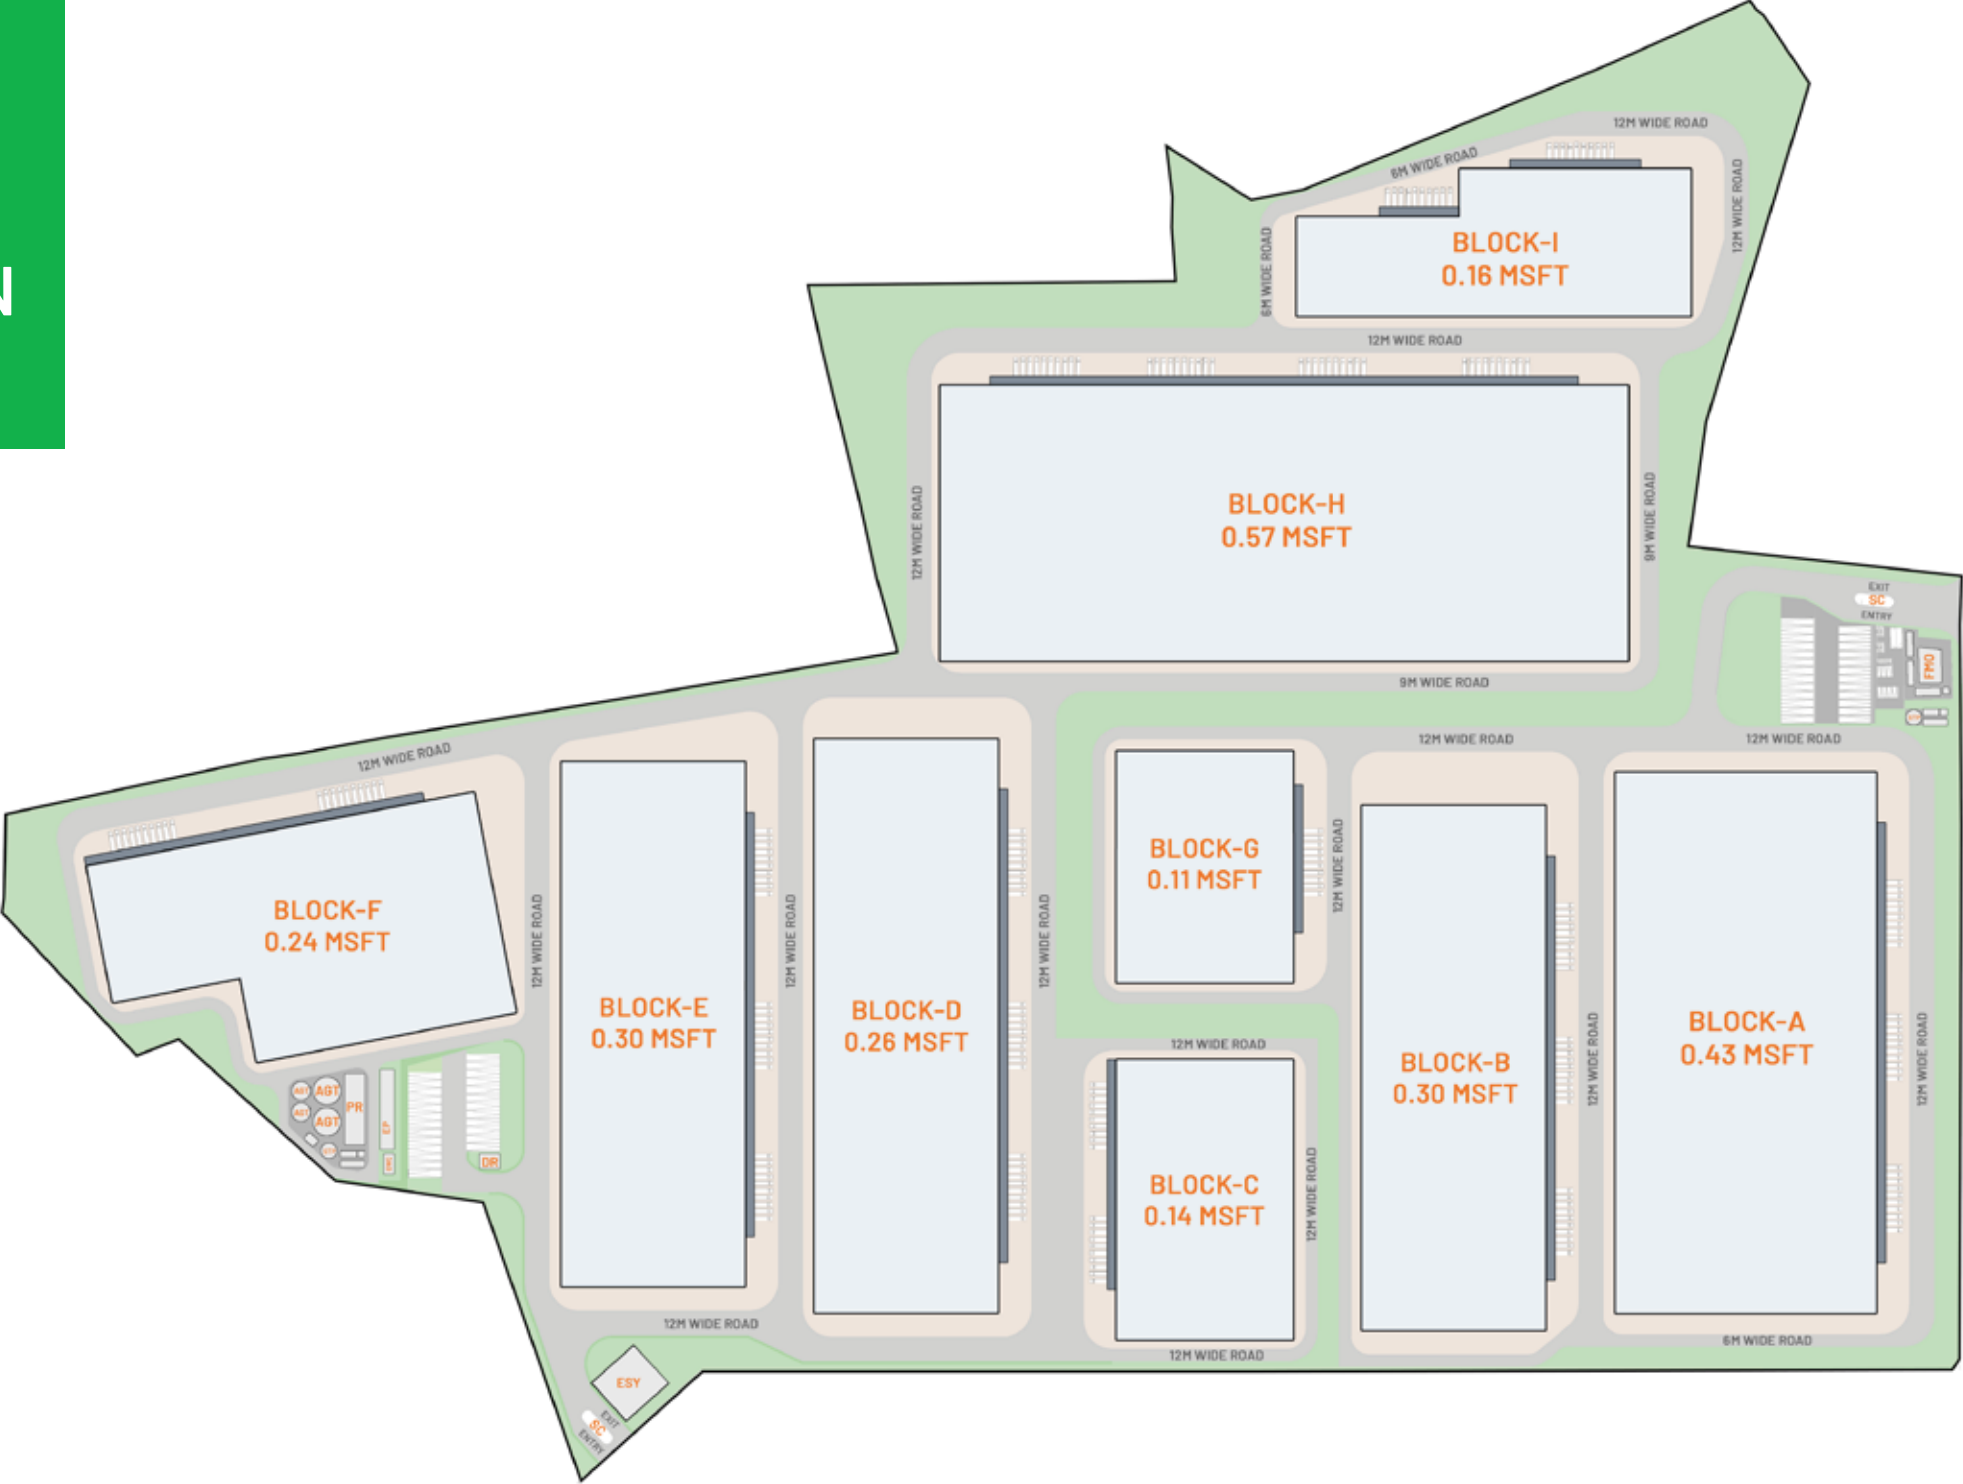 N
12M WIDE ROAD
6M WIDE ROAD
12M WIDE ROAD
6M WIDE ROAD
BLOCK-I
0.16 MSFT
12M WIDE ROAD
12M WIDE ROAD
BLOCK-H
0.57 MSFT
9M WIDE ROAD
9M WIDE ROAD
EXIT
SC
ENTRY
FMO
12M WIDE ROAD
12M WIDE ROAD
12M WIDE ROAD
BLOCK-F
0.24 MSFT
12M WIDE ROAD
BLOCK-E
0.30 MSFT
12M WIDE ROAD
BLOCK-D
0.26 MSFT
12M WIDE ROAD
BLOCK-G
0.11 MSFT
12M WIDE ROAD
BLOCK-B
0.30 MSFT
12M WIDE ROAD
BLOCK-A
0.43 MSFT
12M WIDE ROAD
12M WIDE ROAD
BLOCK-C
0.14 MSFT
12M WIDE ROAD
AGT
AGT
AGT
AGT
PR
EP
DR
12M WIDE ROAD
12M WIDE ROAD
6M WIDE ROAD
ESY
EXIT
SC
ENTRY